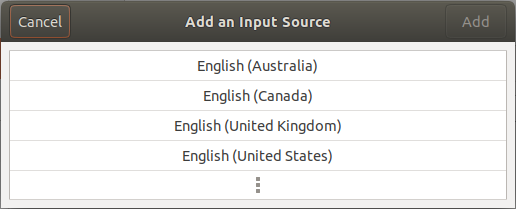 Cancel Add an Input Source Add
English (Australia)
English (Canada)
English (United Kingdom)
English (United States)